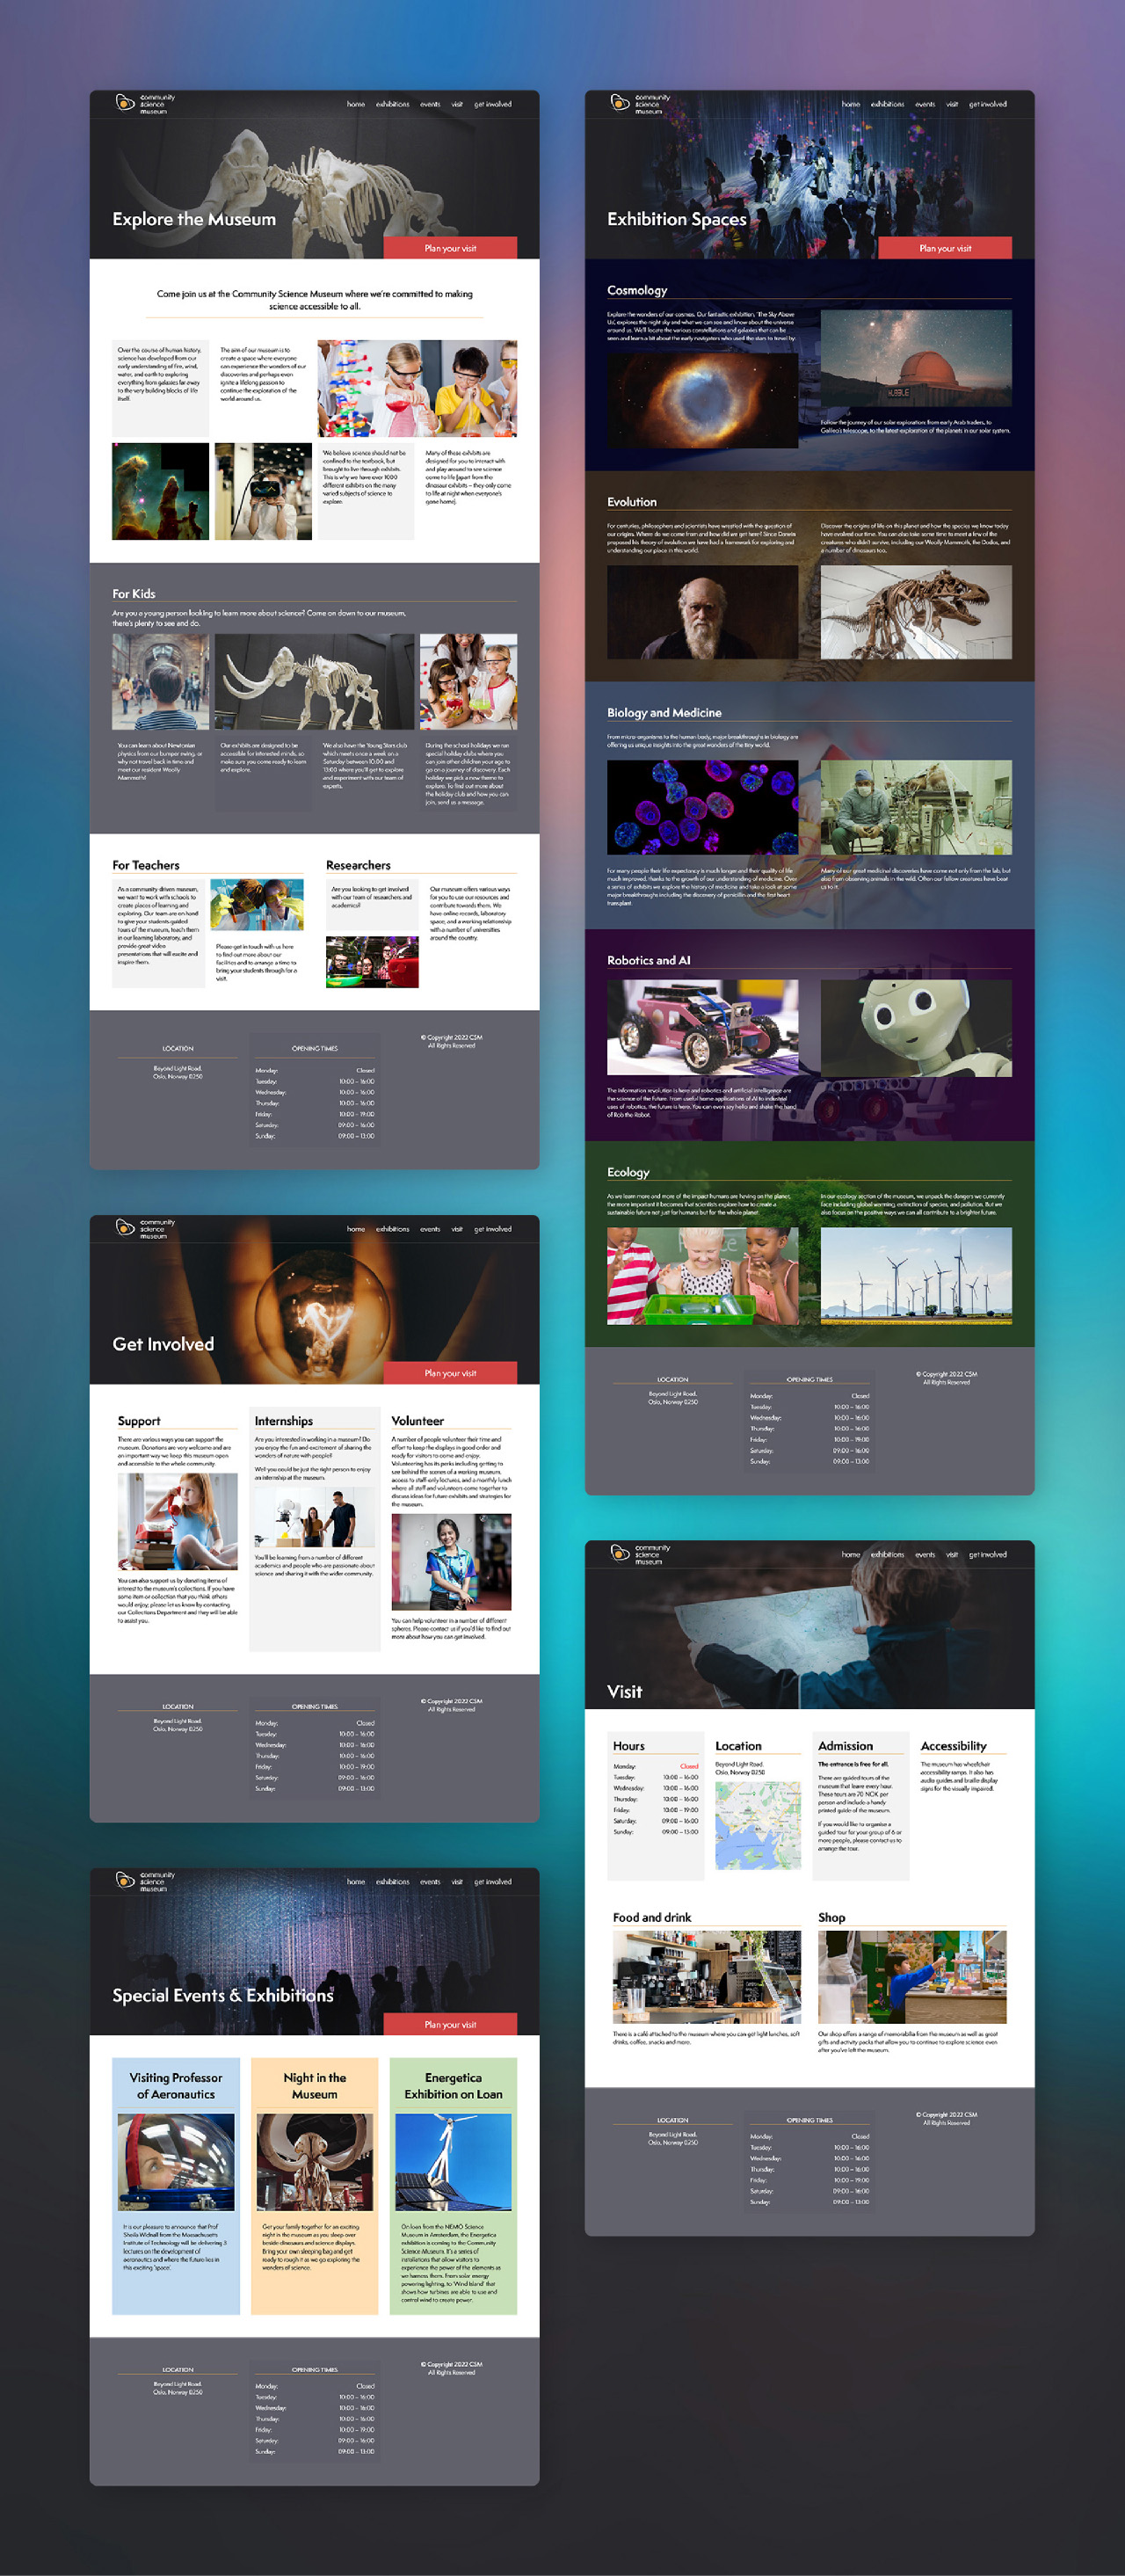 community
science
museum
home exhibitions events visit get involved
Explore the Museum
Plan your visit
Come join us at the Community Science Museum where we're committed to making
science accessible to all.
Over the course of human history,
science has developed from our
early understanding of fire, wind,
water, and earth to exploring
everything from galaxies far away
to the very building blocks of life
itself.
The aim of our museum is to
create a space where everyone
can experience the wonders of our
discoveries and perhaps even
ignite a lifelong passion to
continue the exploration of the
world around us.
We believe science should not be
confined to the textbook, but
brought to live through exhibits.
This is why we have over 1000
different exhibits on the many
varied subjects of science to
explore.
Many of these exhibits are
designed for you to interact with
and play around to see science
come to life (apart from the
dinosaur exhibits – they only come
to life at night when everyone's
gone home).
For Kids
Are you a young person looking to learn more about science? Come on down to our museum,
there's plenty to see and do.
You can learn about Newtonian
physics from our bumper swing, or
why not travel back in time and
meet our resident Woolly
Mammoth!
Our exhibits are designed to be
accessible for interested minds, so
make sure you come ready to learn
and explore.
We also have the Young Stars club
which meets once a week on a
Saturday between 10:00 and
13:00 where you'll get to explore
and experiment with our team of
experts.
During the school holidays we run
special holiday clubs where you
can join other children your age to
go on a journey of discovery. Each
holiday we pick a new theme to
explore. To find out more about
the holiday club and how you can
join, send us a message.
For Teachers
As a community driven museum,
we want to work with schools to
create places of learning and
exploring. Our team are on hand
to give your students guided
tours of the museum, teach them
in our learning laboratory, and
provide great video
presentations that will excite and
inspire them.
Please get in touch with us here
to find out more about our
facilities and to arrange a time to
bring your students through for a
visit.
Researchers
Are you looking to get involved
with our team of researchers and
academics?
Our museum offers various ways
for you to use our resources and
contribute towards them. We
have online records, laboratory
space, and a working relationship
with a number of universities
around the country.
LOCATION
Beyond Light Road,
Oslo, Norway 0250
OPENING TIMES
Monday: Closed
Tuesday: 10:00 – 16:00
Wednesday: 10:00 – 16:00
Thursday: 10:00 – 16:00
Friday: 10:00 – 19:00
Saturday: 09:00 – 16:00
Sunday: 09:00 – 13:00
© Copyright 2022 CSM
All Rights Reserved
community
science
museum
home exhibitions events visit get involved
Get Involved
Plan your visit
Support
There are various ways you can support the
museum. Donations are very welcome and are
an important way we keep this museum open
and accessible to the whole community.
You can also support us by donating items of
interest to the museum's collections. If you have
some item or collection that you think others
would enjoy, please let us know by contacting
our Collections Department and they will be able
to assist you.
Internships
Are you interested in working in a museum? Do
you enjoy the fun and excitement of sharing the
wonders of nature with people?
Well you could be just the right person to enjoy
an internship at the museum.
You'll be learning from a number of different
academics and people who are passionate about
science and sharing it with the wider community.
Volunteer
A number of people volunteer their time and
effort to keep the displays in good order and
ready for visitors to come and enjoy.
Volunteering has its perks including getting to
see behind the scenes of a working museum,
access to staff-only lectures, and a monthly lunch
where all staff and volunteers come together to
discuss ideas for future exhibits and strategies for
the museum.
You can help volunteer in a number of different
spheres. Please contact us if you'd like to find out
more about how you can get involved.
LOCATION
Beyond Light Road,
Oslo, Norway 0250
OPENING TIMES
Monday: Closed
Tuesday: 10:00 – 16:00
Wednesday: 10:00 – 16:00
Thursday: 10:00 – 16:00
Friday: 10:00 – 19:00
Saturday: 09:00 – 16:00
Sunday: 09:00 – 13:00
© Copyright 2022 CSM
All Rights Reserved
community
science
museum
home exhibitions events visit get involved
Special Events & Exhibitions
Plan your visit
Visiting Professor
of Aeronautics
It is our pleasure to announce that Prof
Sheila Widnall from the Massachusetts
Institute of Technology will be delivering 3
lectures on the development of
aeronautics and where the future lies in
this exciting 'space'.
Night in the
Museum
Get your family together for an exciting
night in the museum as you sleep over
beside dinosaurs and science displays.
Bring your own sleeping bag and get
ready to rough it as we go exploring the
wonders of science.
Energetica
Exhibition on Loan
On loan from the NEMO Science
Museum in Amsterdam, the Energetica
exhibition is coming to the Community
Science Museum. It's a series of
installations that allow visitors to
experience the power of the elements as
we harness them. From solar energy
powering lighting, to 'Wind Island' that
shows how turbines are able to use and
control wind to create power.
LOCATION
Beyond Light Road,
Oslo, Norway 0250
OPENING TIMES
Monday: Closed
Tuesday: 10:00 – 16:00
Wednesday: 10:00 – 16:00
Thursday: 10:00 – 16:00
Friday: 10:00 – 19:00
Saturday: 09:00 – 16:00
Sunday: 09:00 – 13:00
© Copyright 2022 CSM
All Rights Reserved
community
science
museum
home exhibitions events visit get involved
Exhibition Spaces
Plan your visit
Cosmology
Explore the wonders of our cosmos. Our fantastic exhibition, 'The Sky Above
Us', explores the night sky and what we can see and know about the universe
around us. We'll locate the various constellations and galaxies that can be
seen and learn a bit about the early navigators who used the stars to travel by.
HUBBLE
Follow the journey of our solar exploration from early Arab traders, to
Galileo's telescope, to the latest exploration of the planets in our solar system.
Evolution
For centuries, philosophers and scientists have wrestled with the question of
our origins. Where do we come from and how did we get here? Since Darwin
proposed his theory of evolution we have had a framework for exploring and
understanding our place in this world.
Discover the origins of life on this planet and how the species we know today
have evolved our time. You can also take some time to meet a few of the
creatures who didn't survive, including our Woolly Mammoth, the Dodos, and
a number of dinosaurs too.
Biology and Medicine
From micro-organisms to the human body, major breakthroughs in biology are
offering us unique insights into the great wonders of the tiny world.
For many people their life expectancy is much longer and their quality of life
much improved, thanks to the growth of our understanding of medicine. Over
a series of exhibits we explore the history of medicine and take a look at some
major breakthroughs including the discovery of penicillin and the first heart
transplant.
Many of our great medicinal discoveries have come not only from the lab, but
also from observing animals in the wild. Often our fellow creatures have beat
us to it.
Robotics and AI
The information revolution is here and robotics and artificial intelligence are
the science of the future. From useful home applications of AI to industrial
uses of robotics, the future is here. You can even say hello and shake the hand
of Rob the Robot.
Ecology
As we learn more and more of the impact humans are having on the planet,
the more important it becomes that scientists explore how to create a
sustainable future not just for humans but for the whole planet.
In our ecology section of the museum, we unpack the dangers we currently
face including global warming, extinction of species, and pollution. But we
also focus on the positive ways we can all contribute to a brighter future.
LOCATION
Beyond Light Road,
Oslo, Norway 0250
OPENING TIMES
Monday: Closed
Tuesday: 10:00 – 16:00
Wednesday: 10:00 – 16:00
Thursday: 10:00 – 16:00
Friday: 10:00 – 19:00
Saturday: 09:00 – 16:00
Sunday: 09:00 – 13:00
© Copyright 2022 CSM
All Rights Reserved
community
science
museum
home exhibitions events visit get involved
Visit
Hours
Monday: Closed
Tuesday: 10:00 – 16:00
Wednesday: 10:00 – 16:00
Thursday: 10:00 – 16:00
Friday: 10:00 – 19:00
Saturday: 09:00 – 16:00
Sunday: 09:00 – 13:00
Location
Beyond Light Road,
Oslo, Norway 0250
Admission
The entrance is free for all.
There are guided tours of the
museum that leave every hour.
These tours are 70 NOK per
person and include a handy
printed guide of the museum.
If you would like to organise a
guided tour for your group of 6 or
more people, please contact us to
arrange the tour.
Accessibility
The museum has wheelchair
accessibility ramps. It also has
audio guides and braille display
signs for the visually impaired.
Food and drink
There is a café attached to the museum where you can get light lunches, soft
drinks, coffee, snacks and more.
Shop
Our shop offers a range of memorabilia from the museum as well as great
gifts and activity packs that allow you to continue to explore science even
after you've left the museum.
LOCATION
Beyond Light Road,
Oslo, Norway 0250
OPENING TIMES
Monday: Closed
Tuesday: 10:00 – 16:00
Wednesday: 10:00 – 16:00
Thursday: 10:00 – 16:00
Friday: 10:00 – 19:00
Saturday: 09:00 – 16:00
Sunday: 09:00 – 13:00
© Copyright 2022 CSM
All Rights Reserved